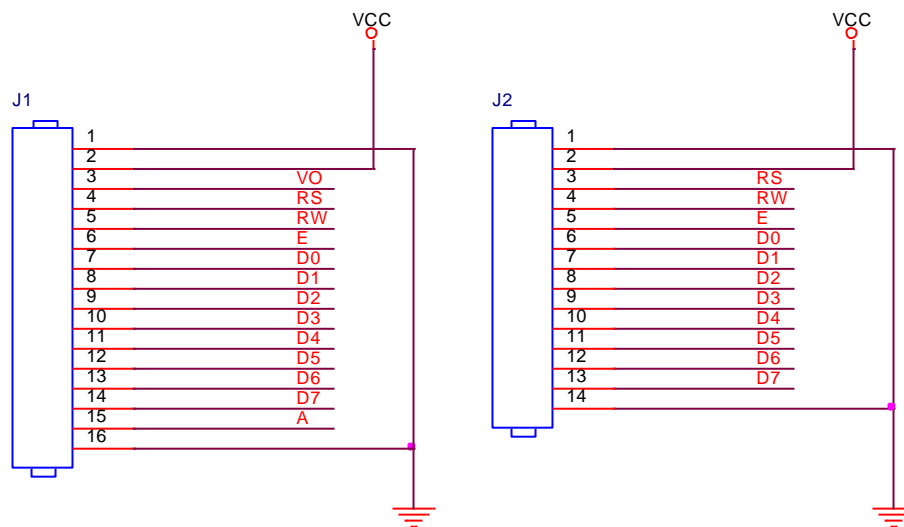 VCC
J1
1
2
3 VO
4 RS
5 RW
6 E
7 D0
8 D1
9 D2
10 D3
11 D4
12 D5
13 D6
14 D7
15 A
16
VCC
J2
1
2
3 RS
4 RW
5 E
6 D0
7 D1
8 D2
9 D3
10 D4
11 D5
12 D6
13 D7
14